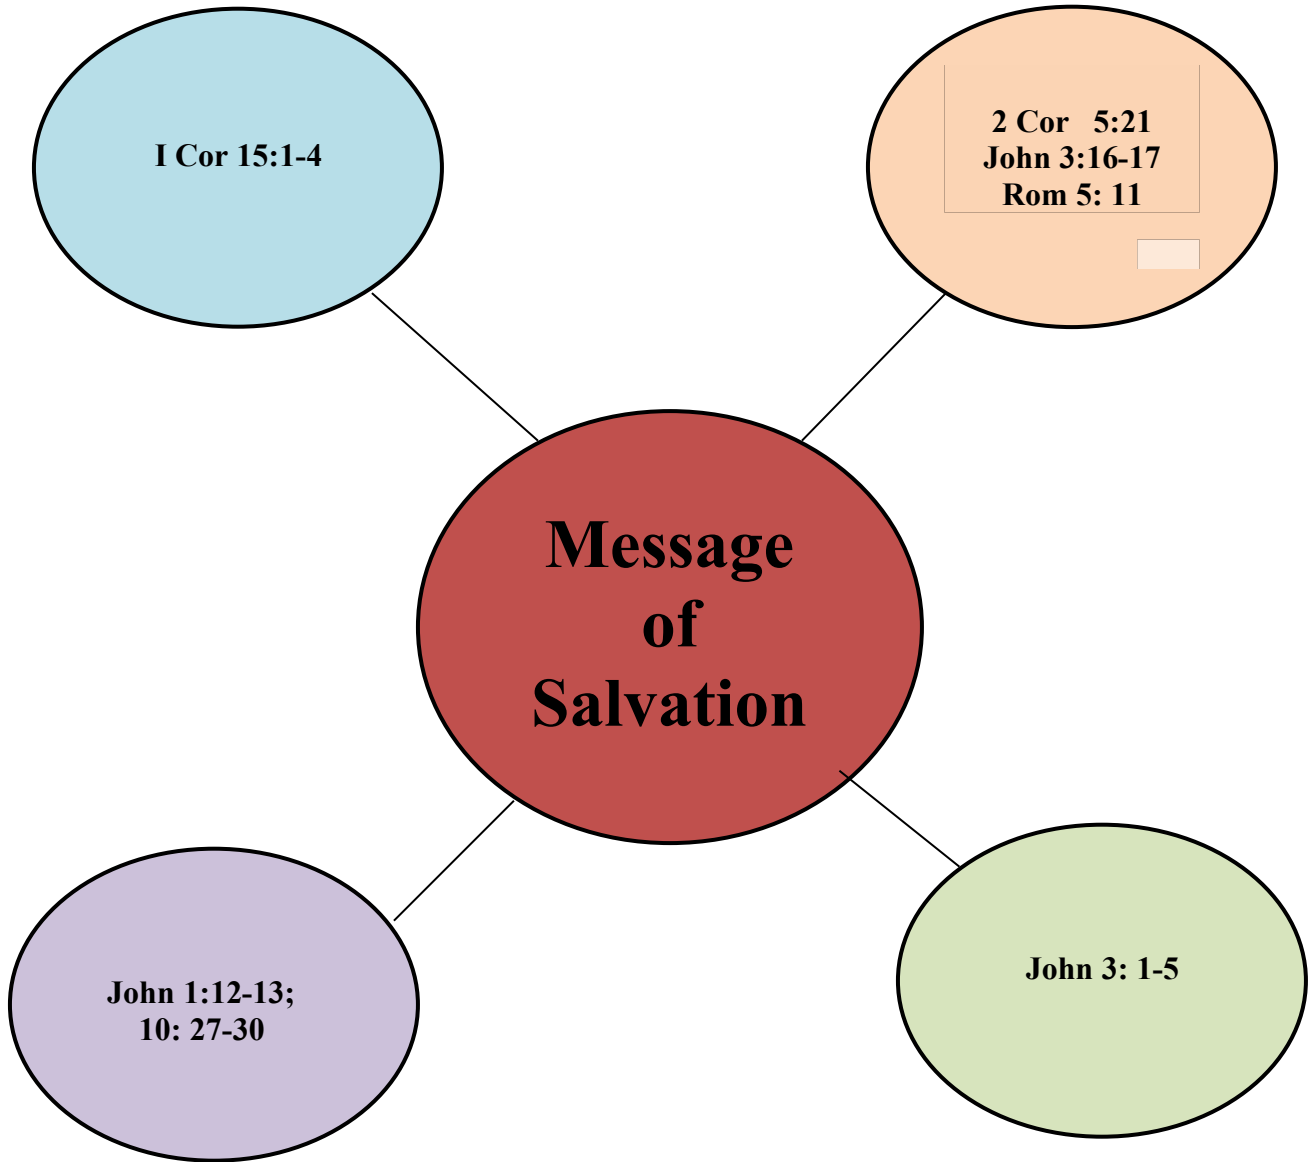 I Cor 15:1-4
2 Cor 5:21
John 3:16-17
Rom 5: 11
Message
of
Salvation
John 1:12-13;
10: 27-30
John 3: 1-5